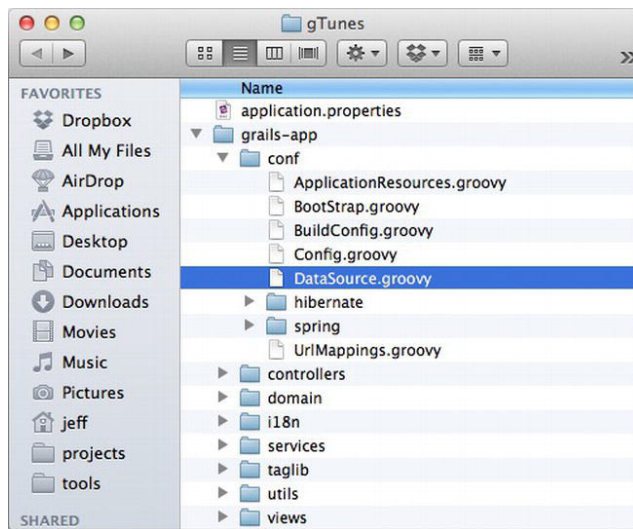 gTunes
FAVORITES
Dropbox
All My Files
AirDrop
Applications
Desktop
Documents
Downloads
Movies
Music
Pictures
jeff
projects
tools
SHARED
Name
application.properties
grails-app
conf
ApplicationResources.groovy
BootStrap.groovy
BuildConfig.groovy
Config.groovy
DataSource.groovy
hibernate
spring
UrlMappings.groovy
controllers
domain
i18n
services
taglib
utils
views